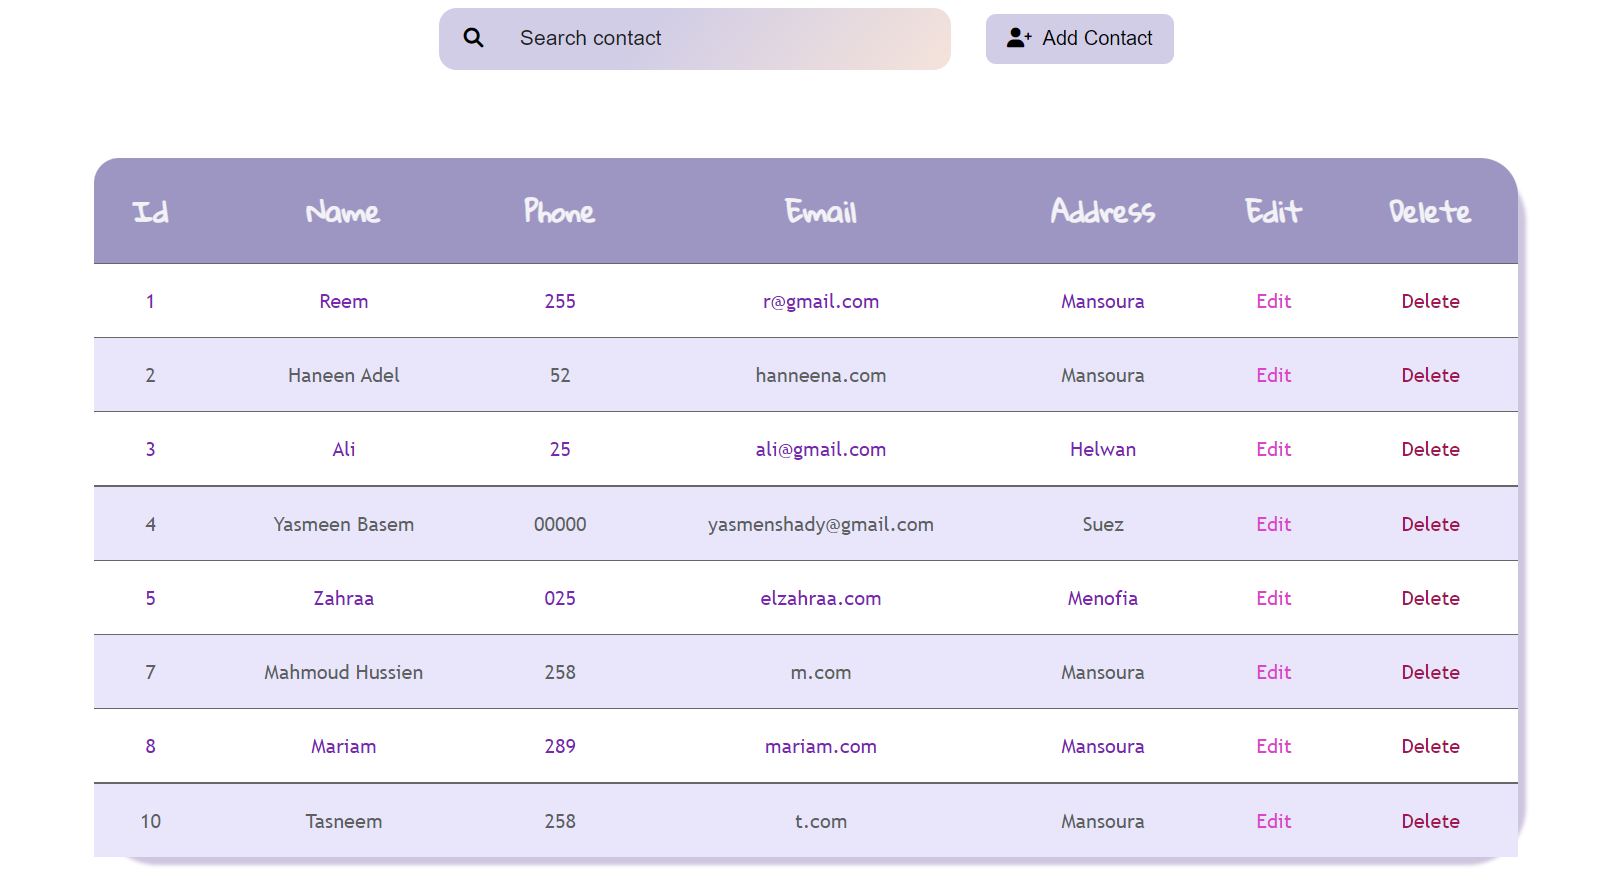 Search contact Add Contact
Id Name Phone Email Address Edit Delete
1 Reem 255 r@gmail.com Mansoura Edit Delete
2 Haneen Adel 52 hanneena.com Mansoura Edit Delete
3 Ali 25 ali@gmail.com Helwan Edit Delete
4 Yasmeen Basem 00000 yasmenshady@gmail.com Suez Edit Delete
5 Zahraa 025 elzahraa.com Menofia Edit Delete
7 Mahmoud Hussien 258 m.com Mansoura Edit Delete
8 Mariam 289 mariam.com Mansoura Edit Delete
10 Tasneem 258 t.com Mansoura Edit Delete